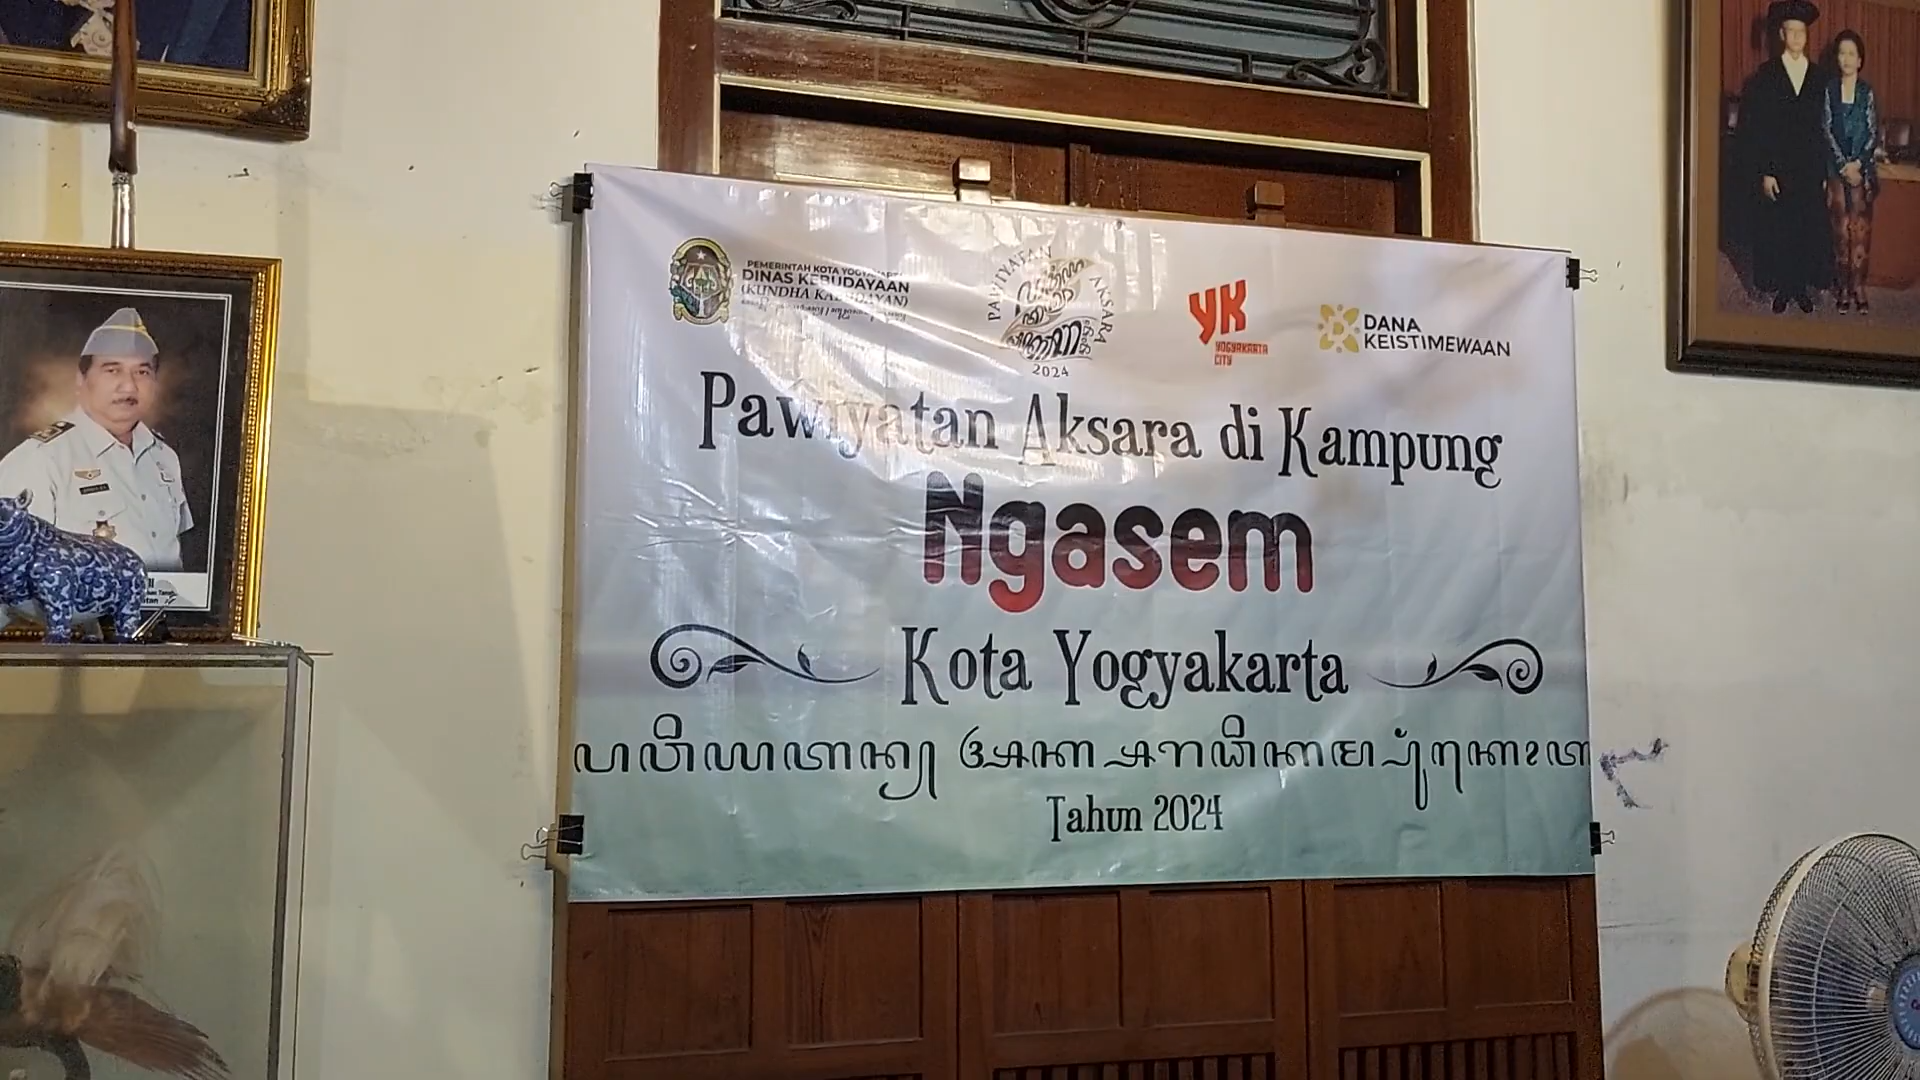 PEMERINTAH KOTA YOGYAKARTA
DINAS KEBUDAYAAN
(KUNDHA KABUDAYAN)
PAWIYATAN AKSARA
2024
YK
YOGYAKARTA
CITY
DANA
KEISTIMEWAAN
Pawiyatan Aksara di Kampung
Ngasem
Kota Yogyakarta
Tahun 2024